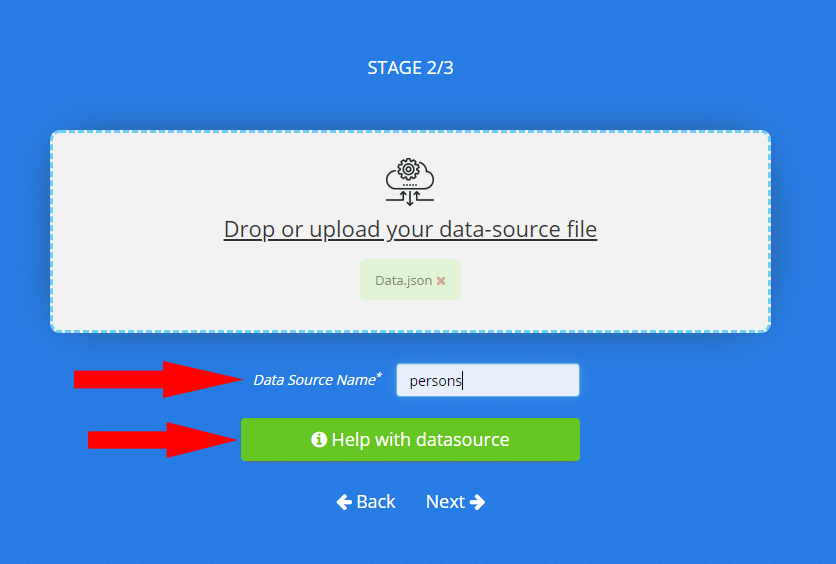 STAGE 2/3
Drop or upload your data-source file
Data.json ✖
Data Source Name* persons
Help with datasource
Back Next